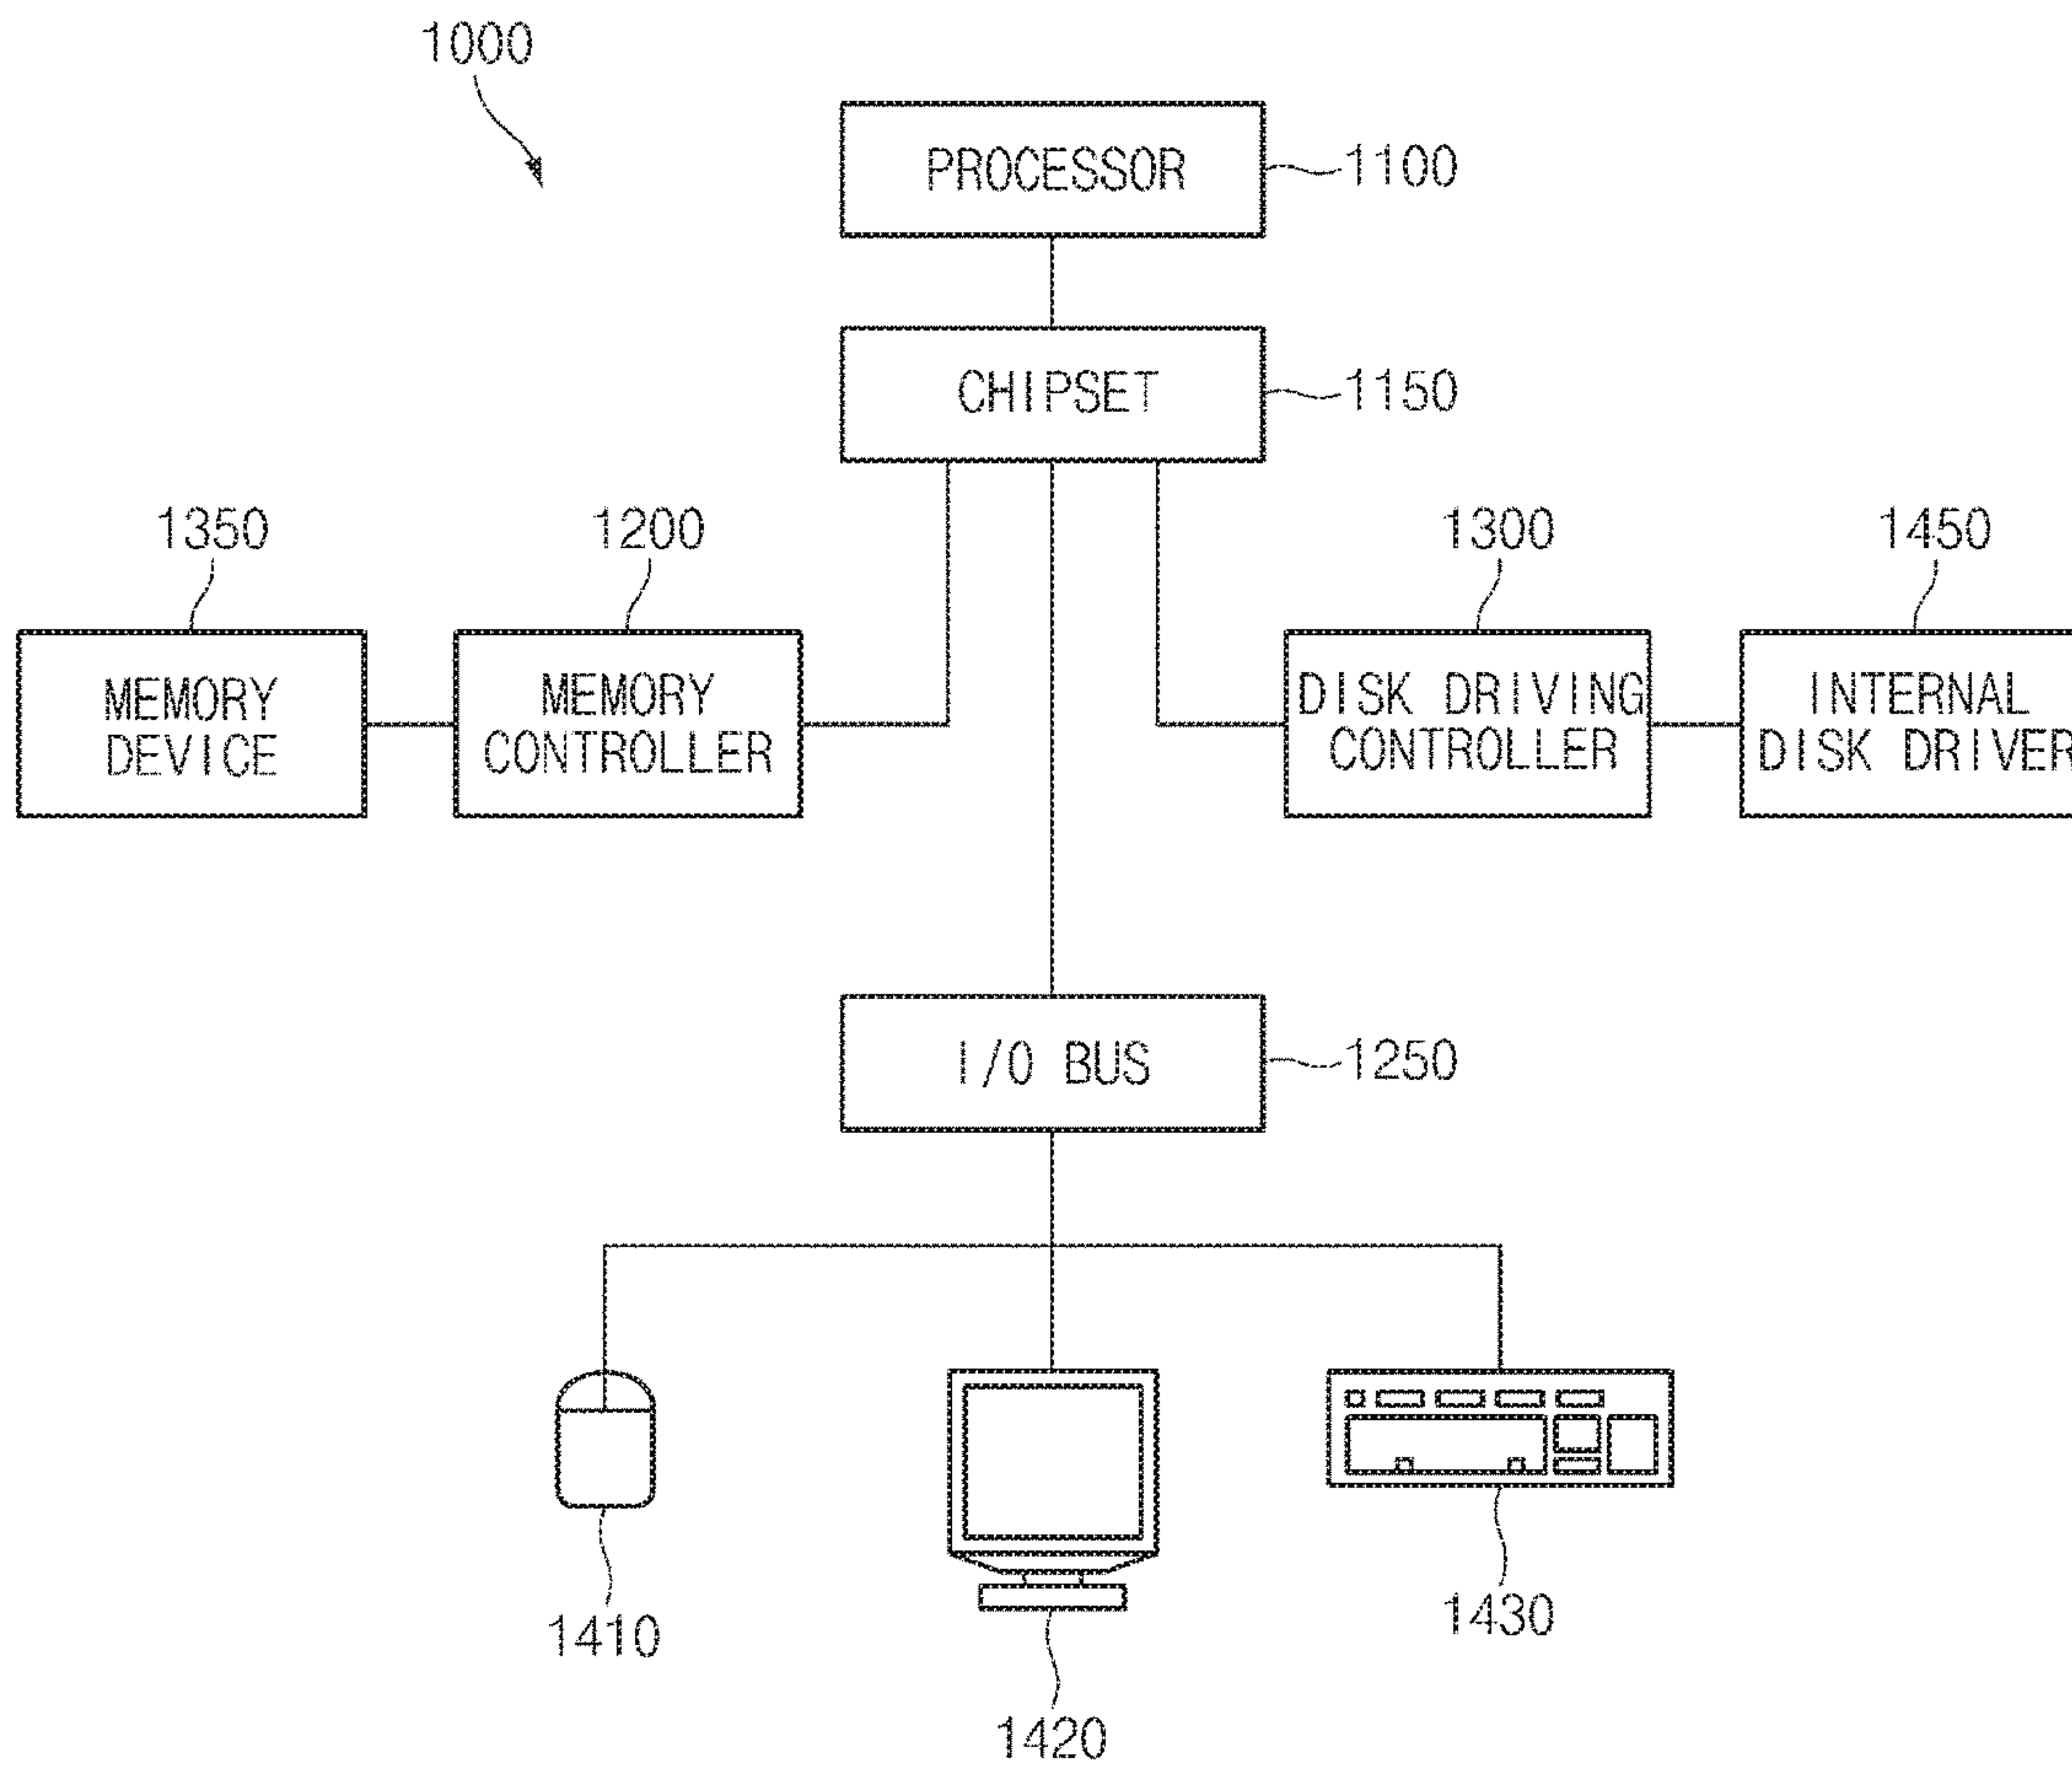 1000
PROCESSOR
1100
CHIPSET
1150
1350
1200
1300
1450
MEMORY
DEVICE
MEMORY
CONTROLLER
DISK DRIVING
CONTROLLER
INTERNAL
DISK DRIVER
I/O BUS
1250
1410
1420
1430